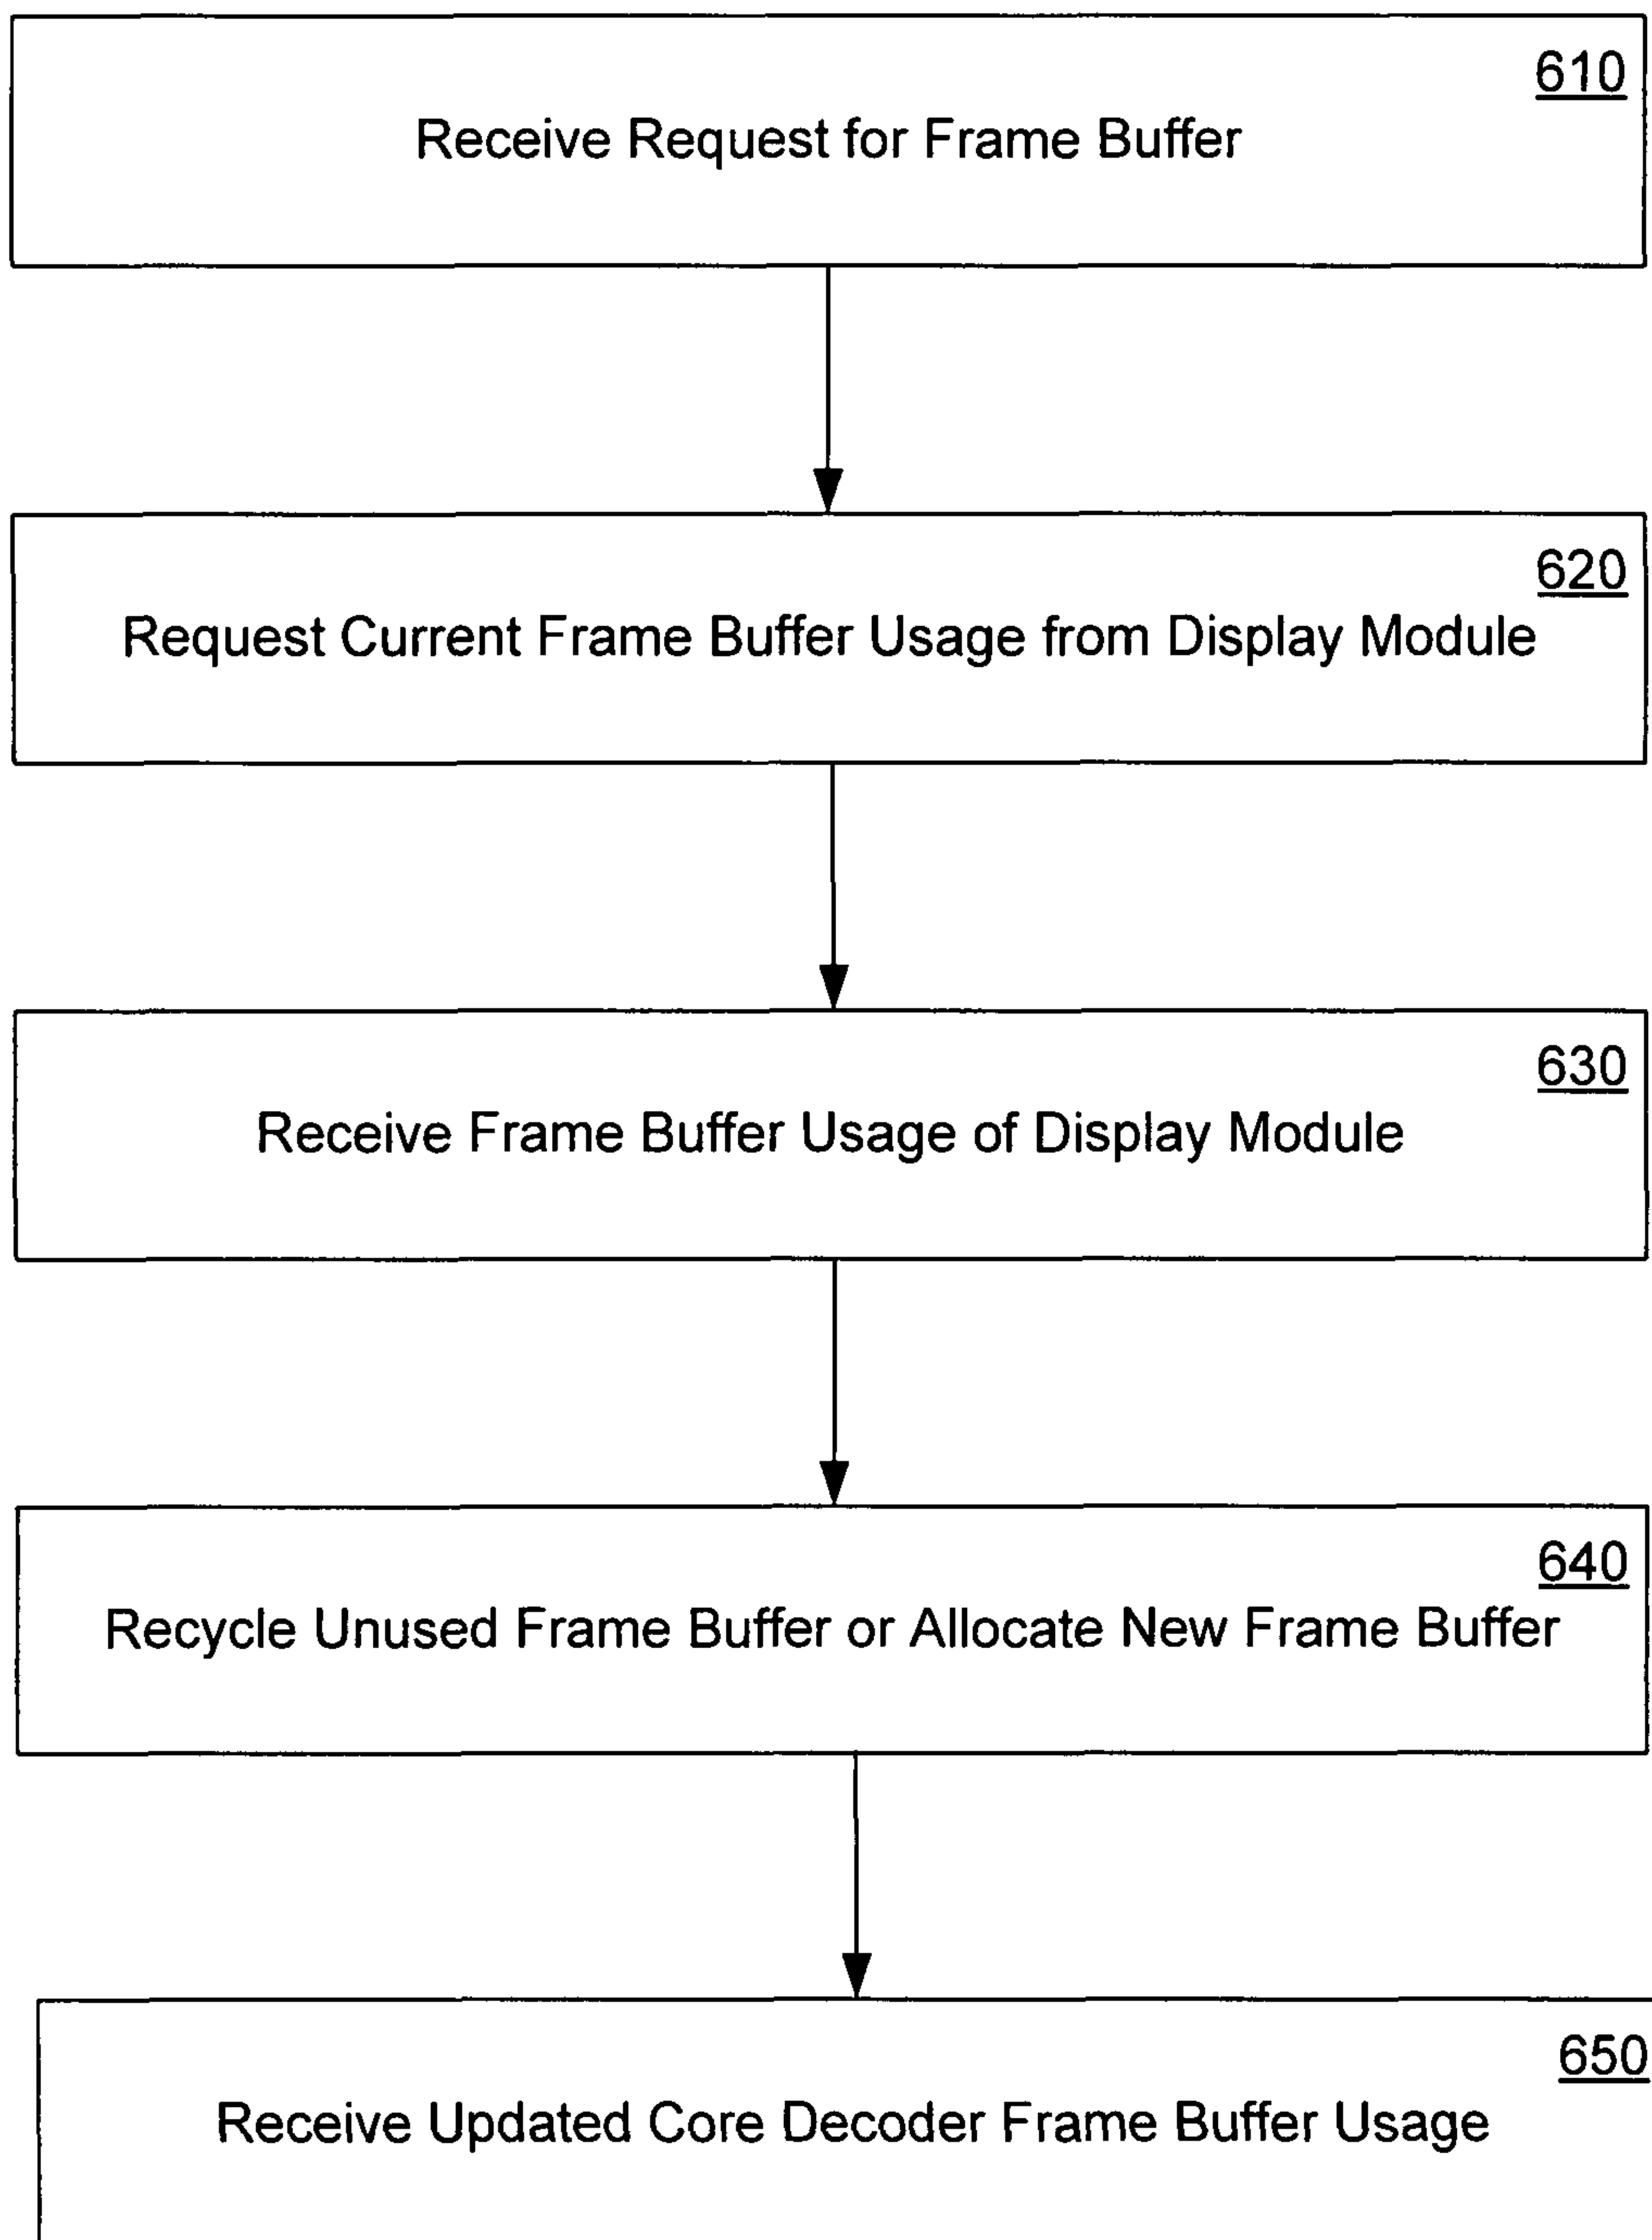 610
Receive Request for Frame Buffer
620
Request Current Frame Buffer Usage from Display Module
630
Receive Frame Buffer Usage of Display Module
640
Recycle Unused Frame Buffer or Allocate New Frame Buffer
650
Receive Updated Core Decoder Frame Buffer Usage